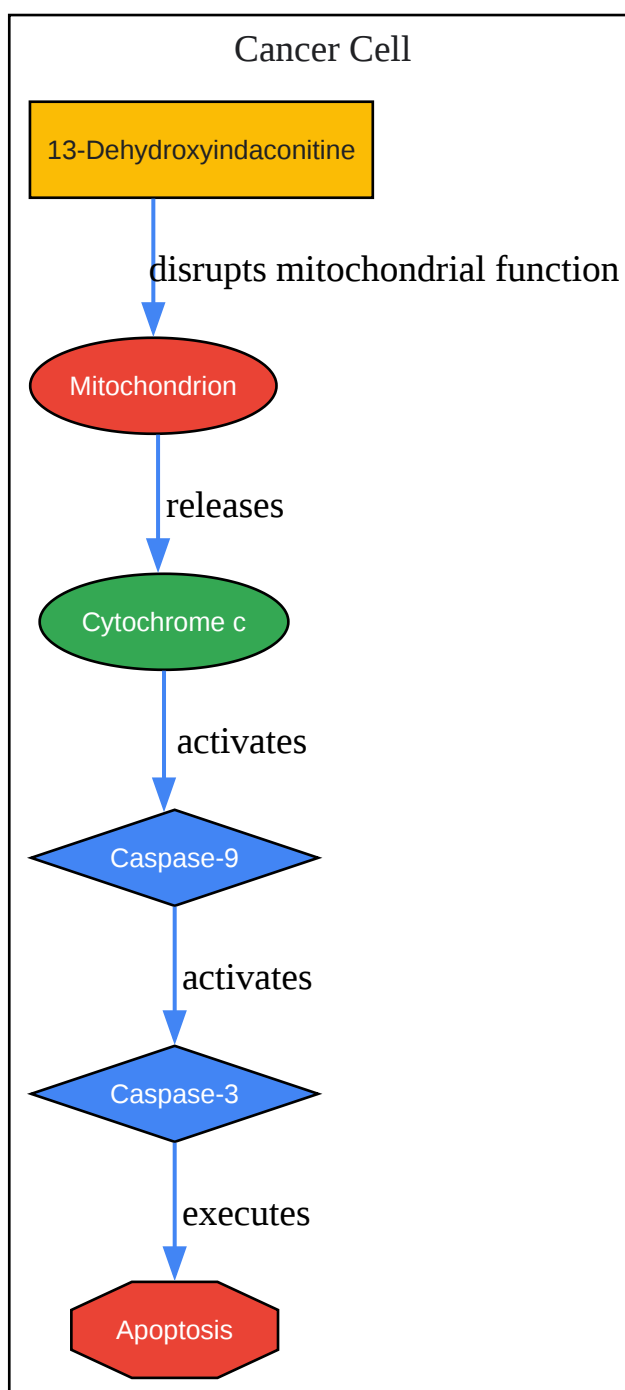 Cancer Cell
13-Dehydroxyindaconitine
disrupts mitochondrial function
Mitochondrion
releases
Cytochrome c
activates
Caspase-9
activates
Caspase-3
executes
Apoptosis